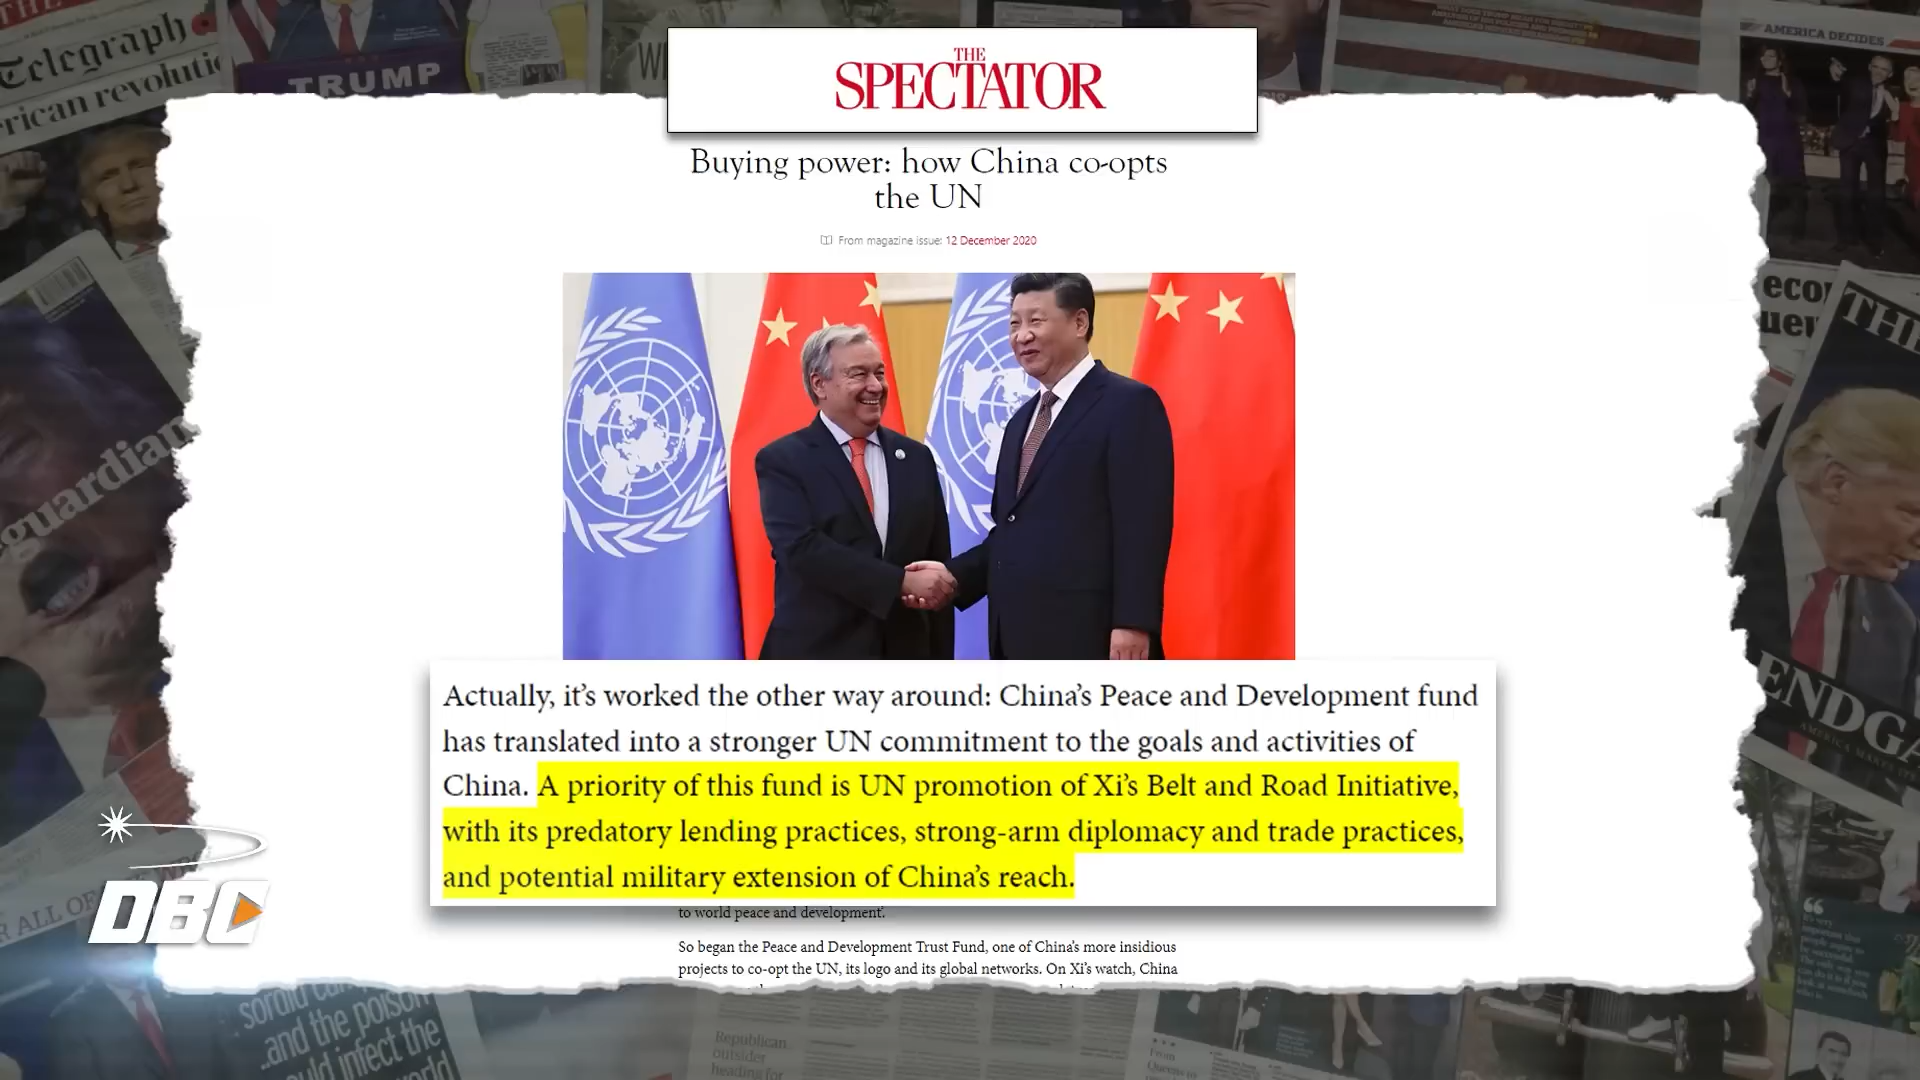 THE
Telegraph
TRUMP
THE
SPECTATOR
AMERICA DECIDES
Buying power: how China co-opts
the UN
From magazine issue: 12 December 2020
guardian
Actually, it's worked the other way around: China's Peace and Development fund
has translated into a stronger UN commitment to the goals and activities of
China. A priority of this fund is UN promotion of Xi's Belt and Road Initiative,
with its predatory lending practices, strong-arm diplomacy and trade practices,
and potential military extension of China's reach.
to world peace and development'.
So began the Peace and Development Trust Fund, one of China's more insidious
projects to co-opt the UN, its logo and its global networks. On Xi's watch, China
DBC
...and the poison
could infect the
world
Republican
outsider
heading for
From
Queens to